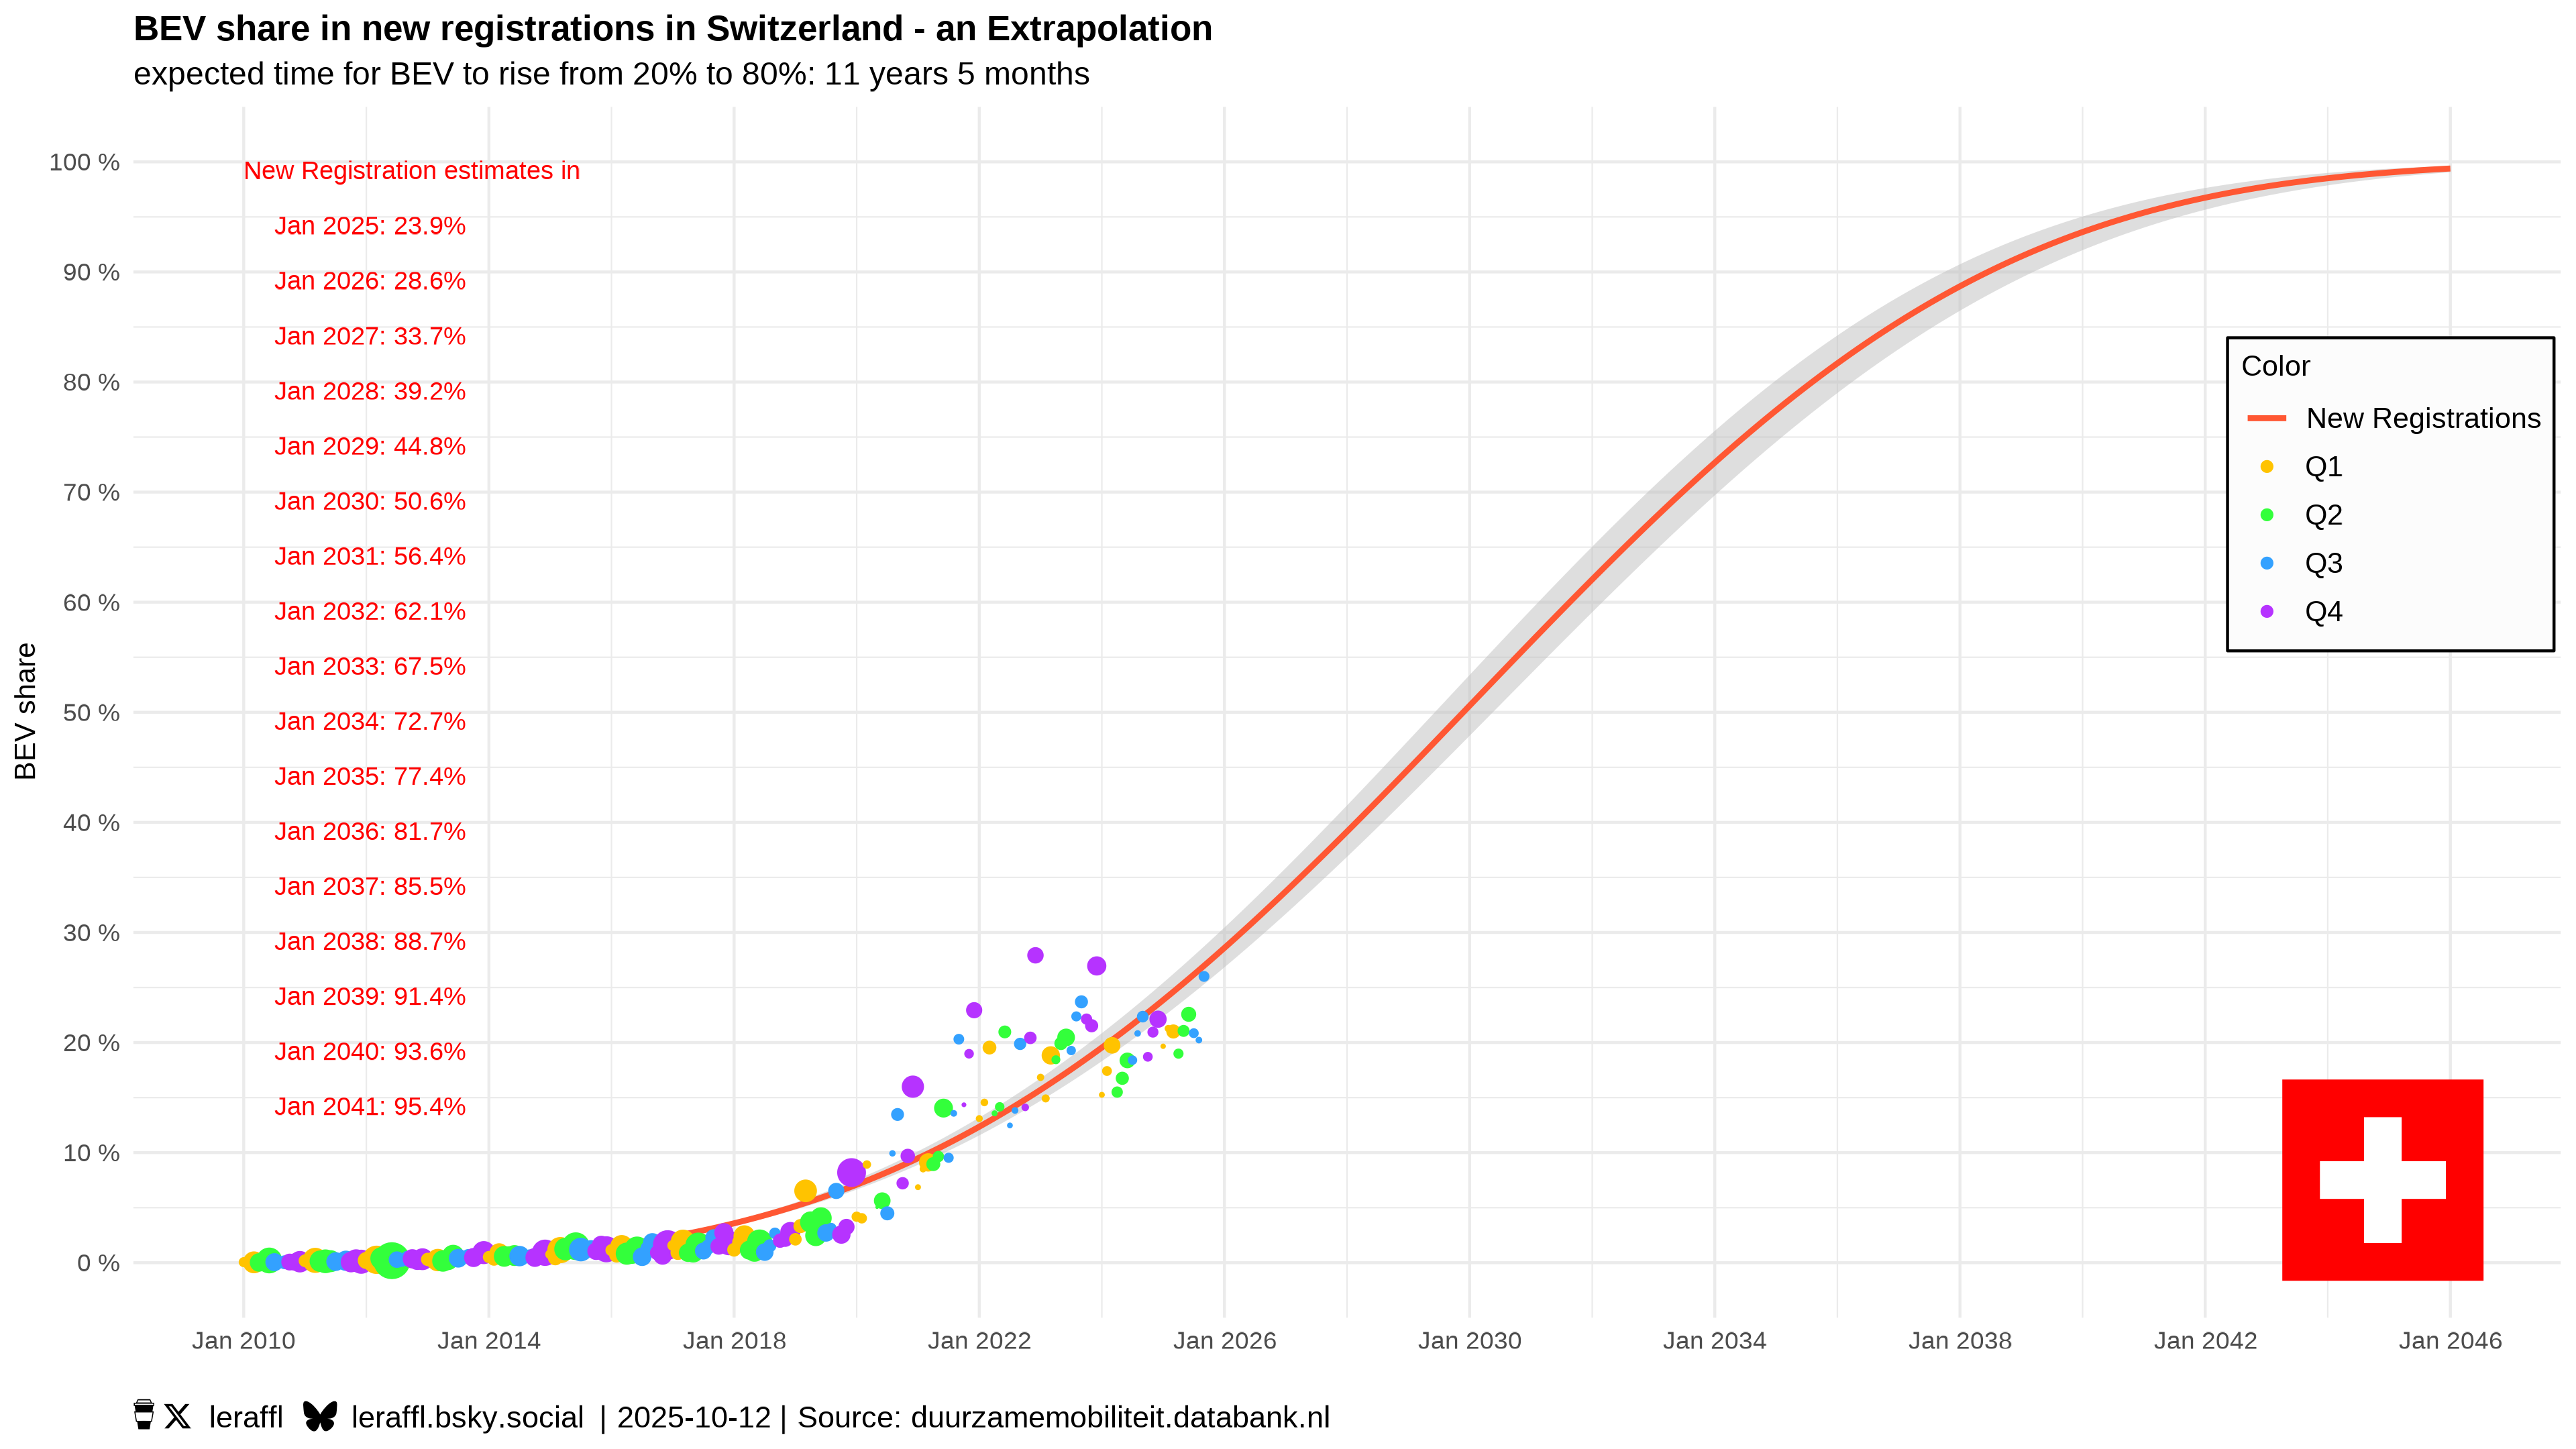 BEV share in new registrations in Switzerland - an Extrapolation
expected time for BEV to rise from 20% to 80%: 11 years 5 months
BEV share
100 %
90 %
80 %
70 %
60 %
50 %
40 %
30 %
20 %
10 %
0 %
New Registration estimates in
Jan 2025: 23.9%
Jan 2026: 28.6%
Jan 2027: 33.7%
Jan 2028: 39.2%
Jan 2029: 44.8%
Jan 2030: 50.6%
Jan 2031: 56.4%
Jan 2032: 62.1%
Jan 2033: 67.5%
Jan 2034: 72.7%
Jan 2035: 77.4%
Jan 2036: 81.7%
Jan 2037: 85.5%
Jan 2038: 88.7%
Jan 2039: 91.4%
Jan 2040: 93.6%
Jan 2041: 95.4%
Color
New Registrations
Q1
Q2
Q3
Q4
Jan 2010 Jan 2014 Jan 2018 Jan 2022 Jan 2026 Jan 2030 Jan 2034 Jan 2038 Jan 2042 Jan 2046
leraffl leraffl.bsky.social | 2025-10-12 | Source: duurzamemobiliteit.databank.nl